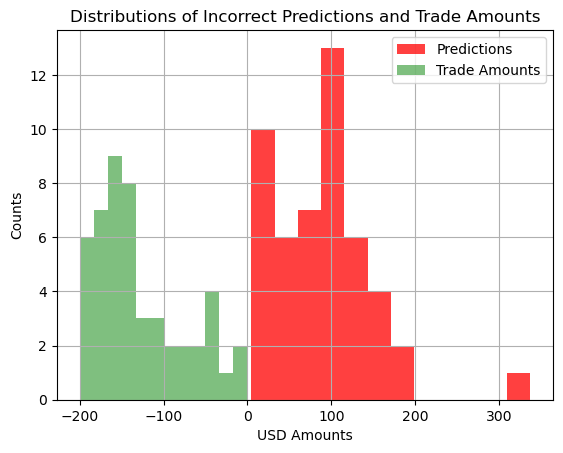 Distributions of Incorrect Predictions and Trade Amounts
Predictions
Trade Amounts
Counts
12
10
8
6
4
2
0
−200
−100
0
100
200
300
USD Amounts